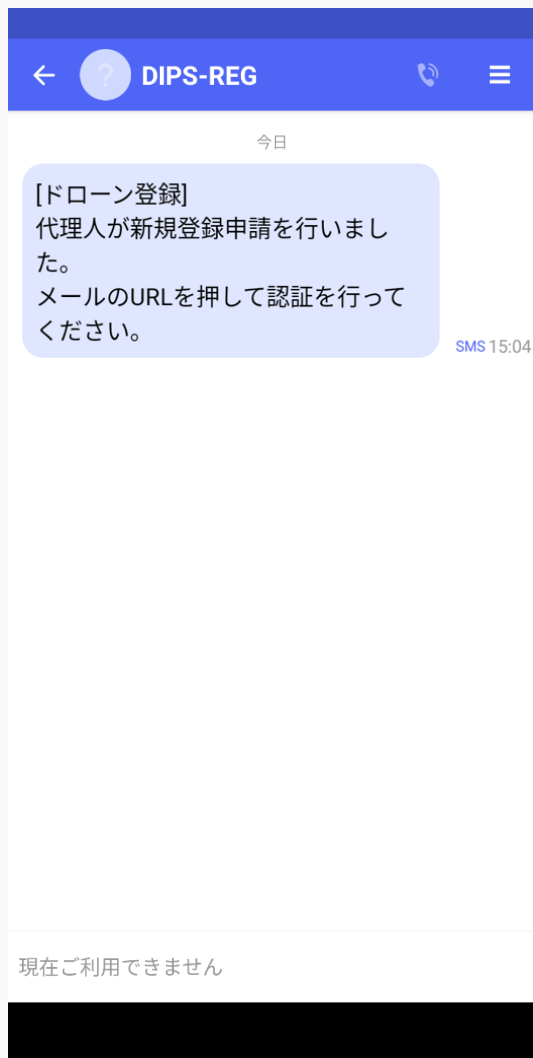 DIPS-REG
今日
[ドローン登録]
代理人が新規登録申請を行いまし
た。
メールのURLを押して認証を行って
ください。
SMS 15:04
現在ご利用できません